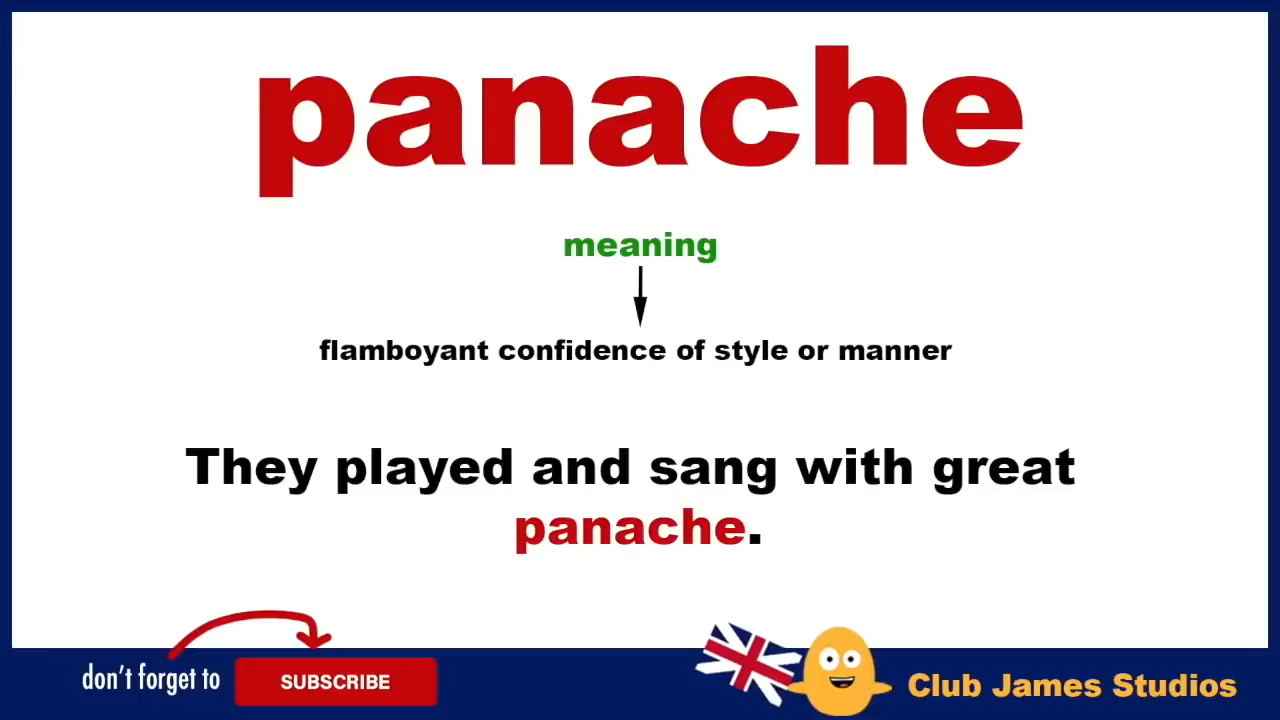 panache
meaning
flamboyant confidence of style or manner
They played and sang with great
panache.
don't forget to
SUBSCRIBE
Club James Studios